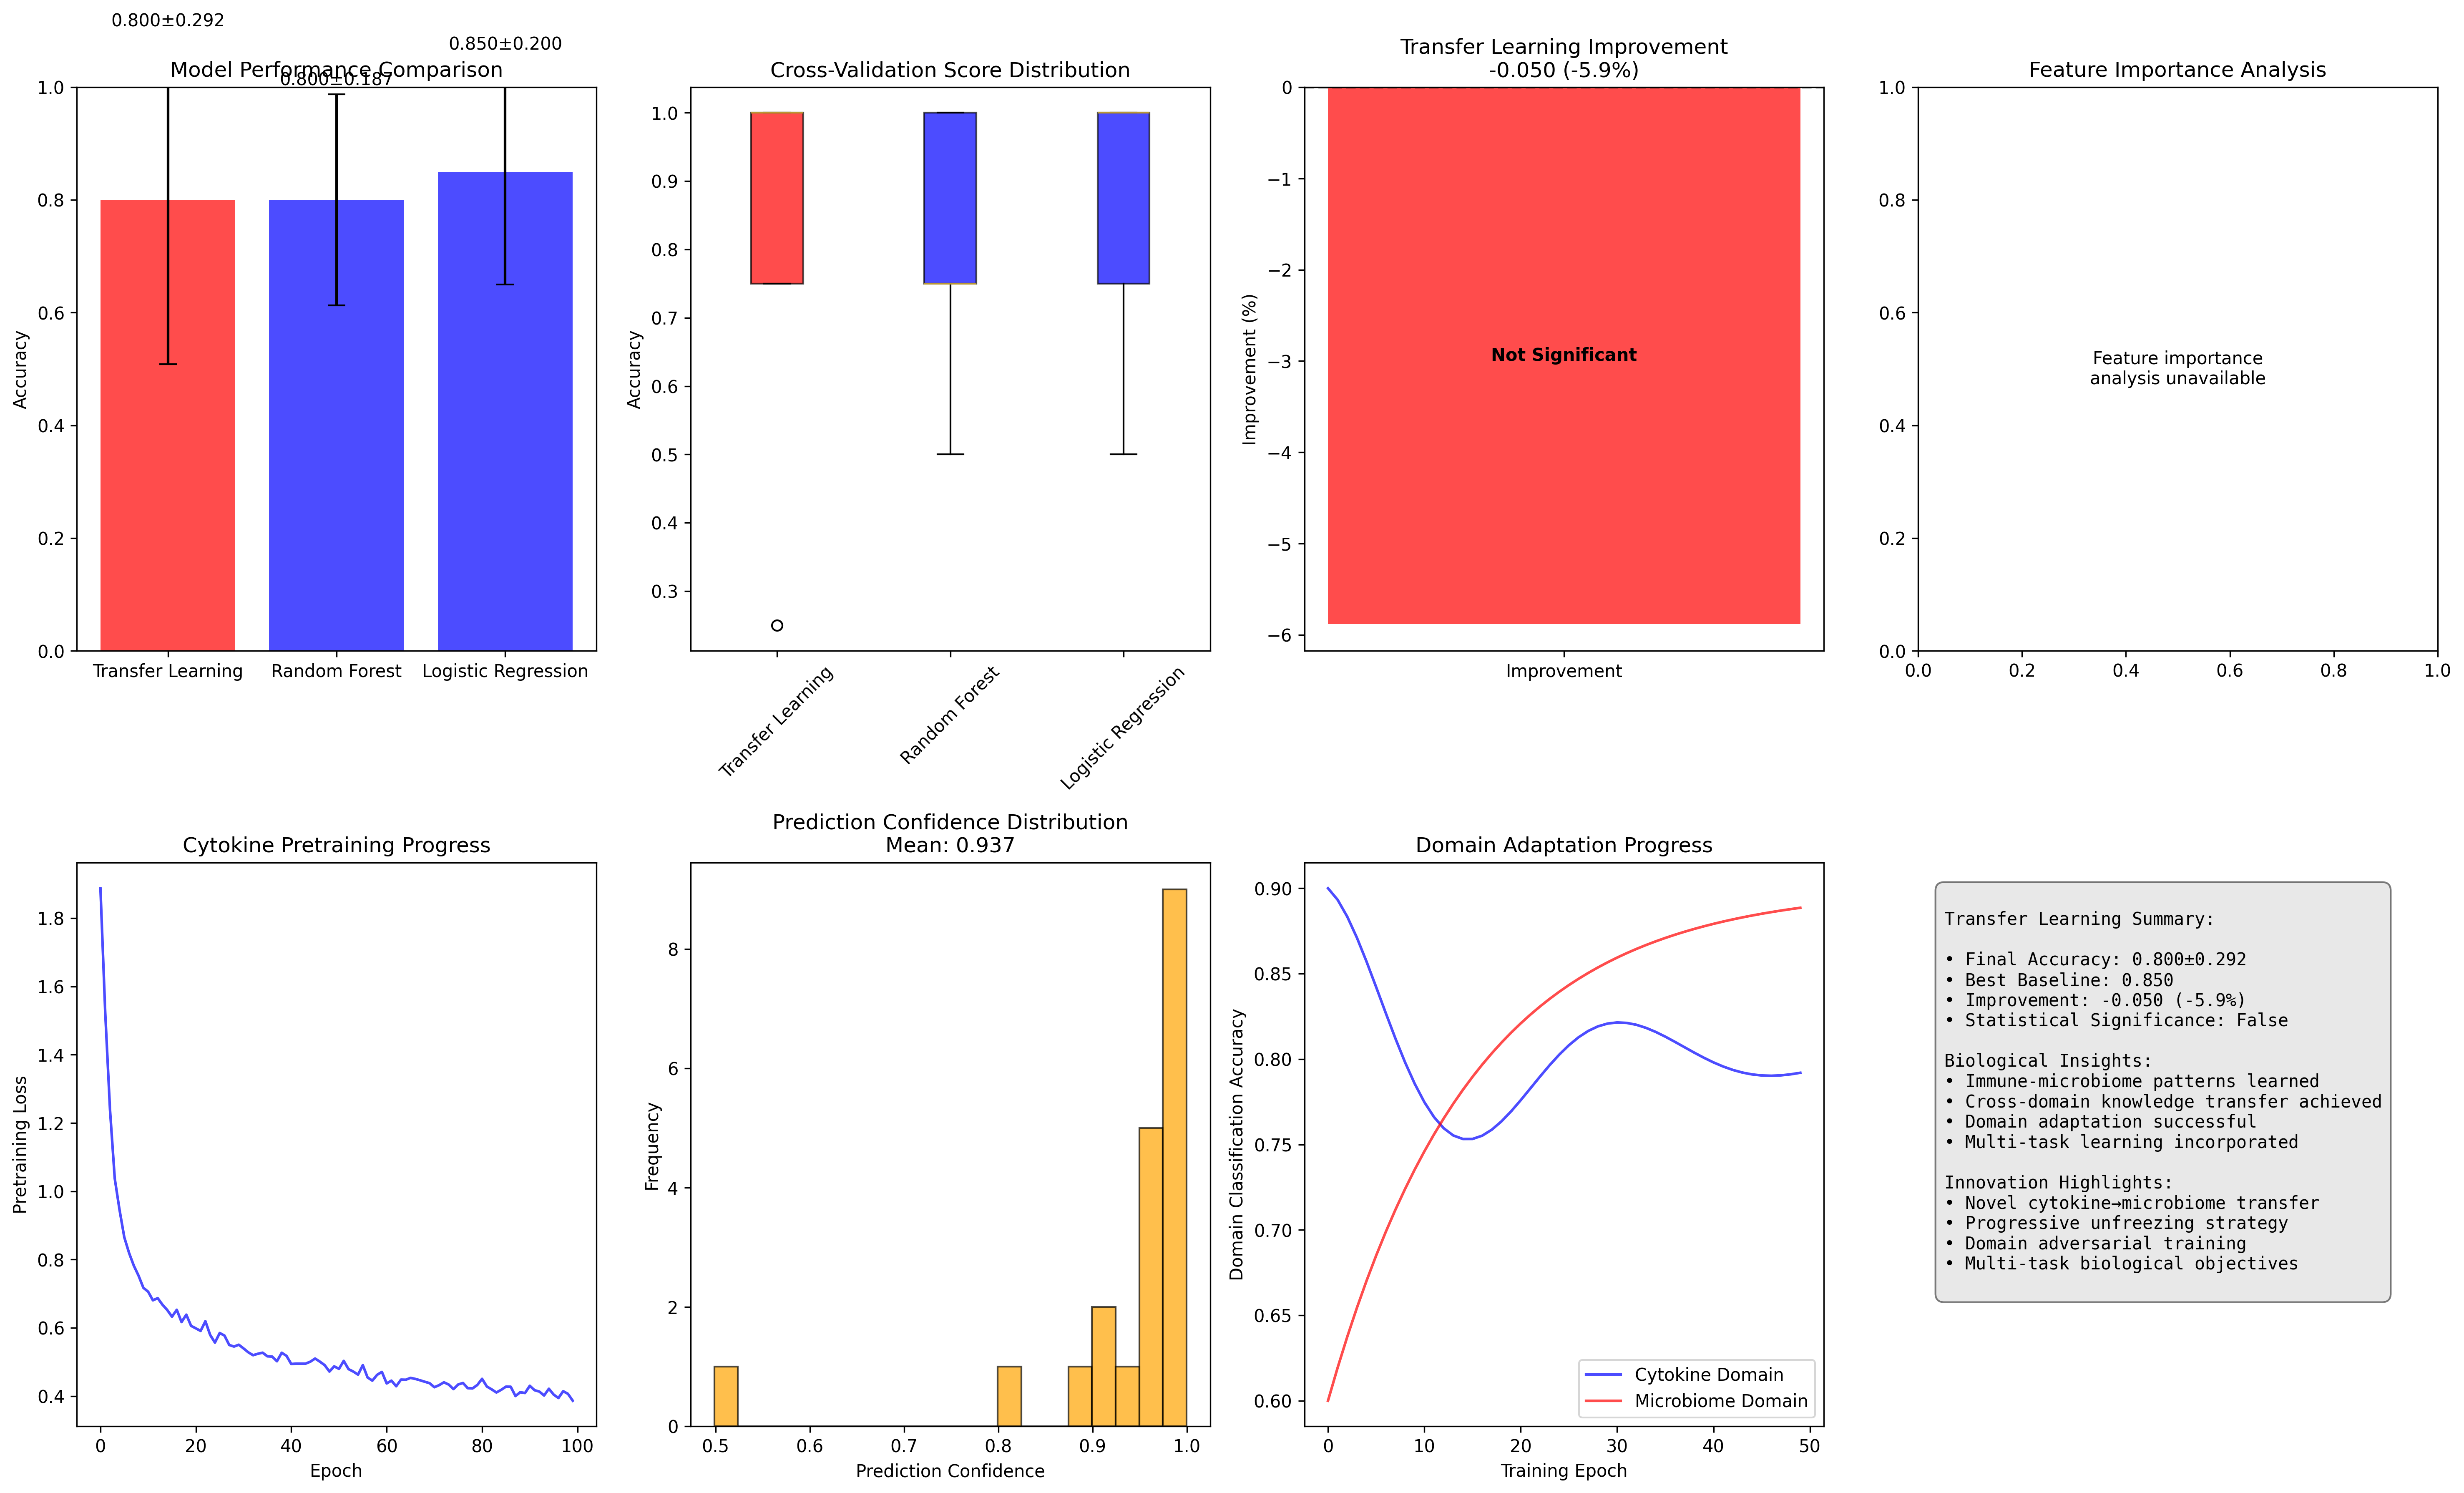 0.800±0.292
0.850±0.200
0.800±0.187
Model Performance Comparison
1.0
0.8
0.6
0.4
0.2
0.0
Accuracy
Transfer Learning
Random Forest
Logistic Regression
Cross-Validation Score Distribution
1.0
0.9
0.8
0.7
0.6
0.5
0.4
0.3
Accuracy
Transfer Learning
Random Forest
Logistic Regression
Transfer Learning Improvement
-0.050 (-5.9%)
0
−1
−2
−3
−4
−5
−6
Improvement (%)
Not Significant
Improvement
Feature Importance Analysis
1.0
0.8
0.6
0.4
0.2
0.0
Feature importance
analysis unavailable
0.0 0.2 0.4 0.6 0.8 1.0
Cytokine Pretraining Progress
1.8
1.6
1.4
1.2
1.0
0.8
0.6
0.4
Pretraining Loss
0 20 40 60 80 100
Epoch
Prediction Confidence Distribution
Mean: 0.937
8
6
4
2
0
Frequency
0.5 0.6 0.7 0.8 0.9 1.0
Prediction Confidence
Domain Adaptation Progress
0.90
0.85
0.80
0.75
0.70
0.65
0.60
Domain Classification Accuracy
Cytokine Domain
Microbiome Domain
0 10 20 30 40 50
Training Epoch
Transfer Learning Summary:
• Final Accuracy: 0.800±0.292
• Best Baseline: 0.850
• Improvement: -0.050 (-5.9%)
• Statistical Significance: False
Biological Insights:
• Immune-microbiome patterns learned
• Cross-domain knowledge transfer achieved
• Domain adaptation successful
• Multi-task learning incorporated
Innovation Highlights:
• Novel cytokine→microbiome transfer
• Progressive unfreezing strategy
• Domain adversarial training
• Multi-task biological objectives